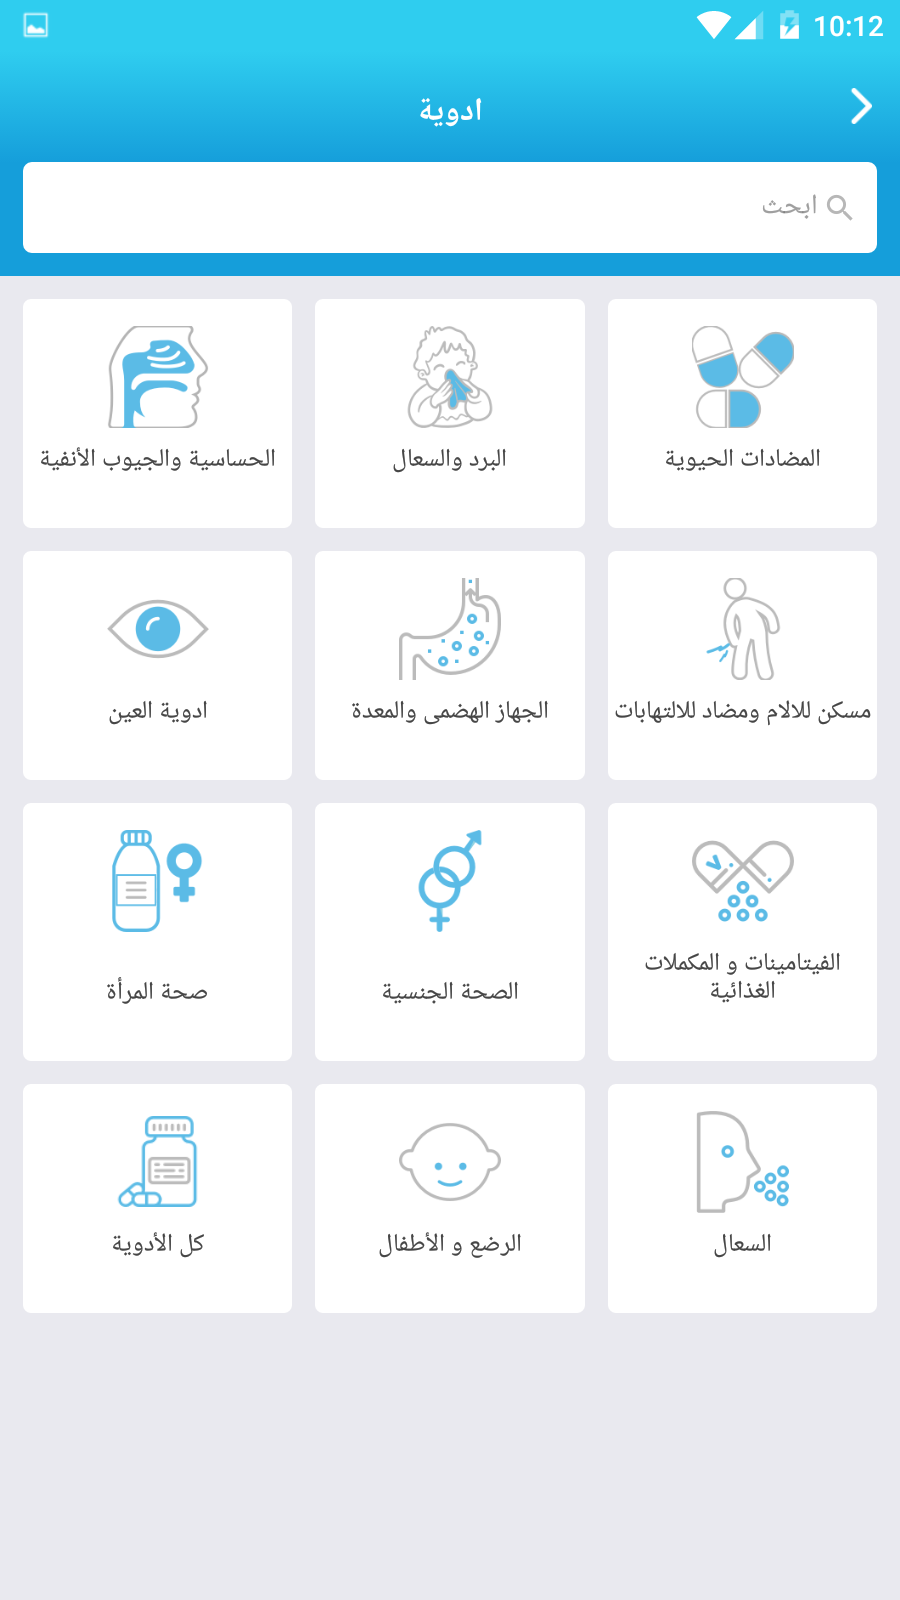 10:12
ادوية
ابحث
المضادات الحيوية
البرد والسعال
الحساسية والجيوب الأنفية
مسكن للالام ومضاد للالتهابات
الجهاز الهضمى والمعدة
ادوية العين
الفيتامينات و المكملات
الغذائية
الصحة الجنسية
صحة المرأة
السعال
الرضع و الأطفال
كل الأدوية